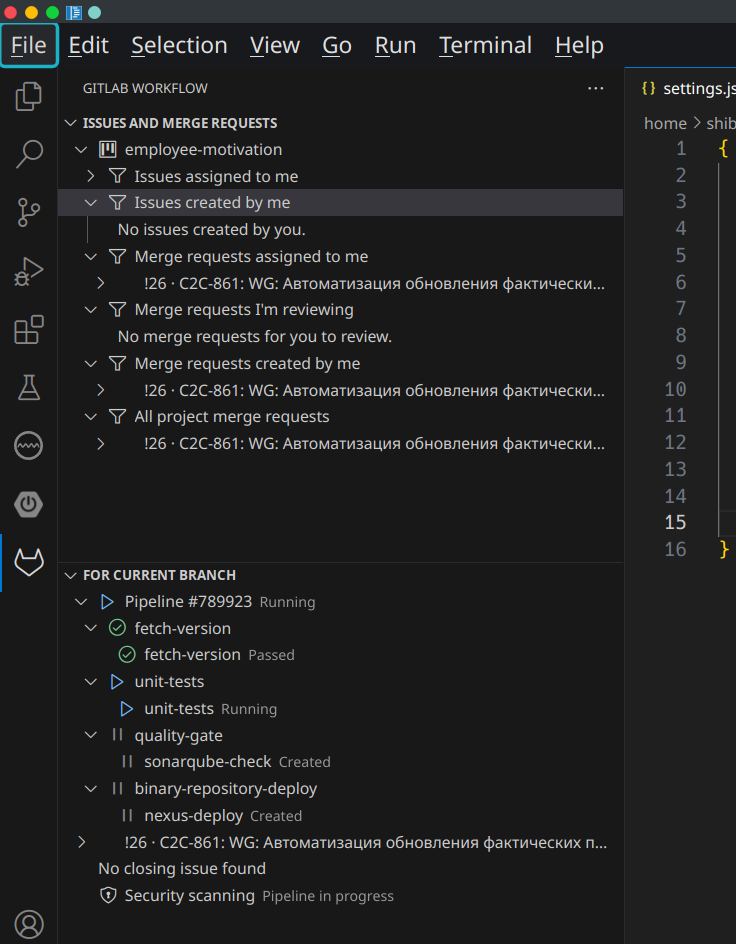 File Edit Selection View Go Run Terminal Help
GITLAB WORKFLOW
ISSUES AND MERGE REQUESTS
employee-motivation
Issues assigned to me
Issues created by me
No issues created by you.
Merge requests assigned to me
!26 · C2C-861: WG: Автоматизация обновления фактически...
Merge requests I'm reviewing
No merge requests for you to review.
Merge requests created by me
!26 · C2C-861: WG: Автоматизация обновления фактически...
All project merge requests
!26 · C2C-861: WG: Автоматизация обновления фактически...
FOR CURRENT BRANCH
Pipeline #789923 Running
fetch-version
fetch-version Passed
unit-tests
unit-tests Running
quality-gate
sonarqube-check Created
binary-repository-deploy
nexus-deploy Created
!26 · C2C-861: WG: Автоматизация обновления фактических п...
No closing issue found
Security scanning Pipeline in progress
{} settings.js
home > shib
1 {
2
3
4
5
6
7
8
9
10
11
12
13
14
15
16 }